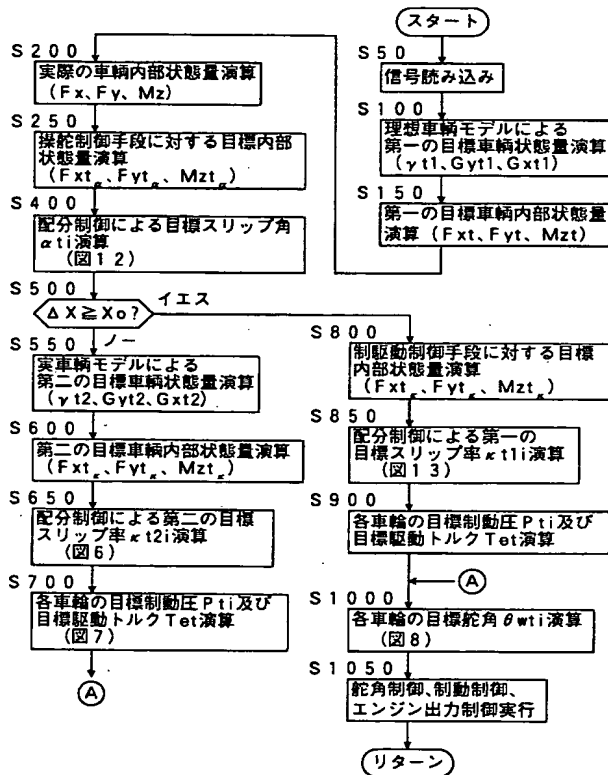 スタート
S50
信号読み込み
S100
理想車輌モデルによる
第一の目標車輌状態量演算
(γt1、Gyt1、Gxt1)
S150
第一の目標車輌内部状態量
演算(Fxt、Fyt、Mzt)
S200
実際の車輌内部状態量演算
(Fx、Fy、Mz)
S250
操舵制御手段に対する目標内部
状態量演算
(Fxtα、Fytα、Mztα)
S400
配分制御による目標スリップ角
αti演算
(図12)
S500
ΔX≧Xo?
イエス
ノー
S550
実車輌モデルによる
第二の目標車輌状態量演算
(γt2、Gyt2、Gxt2)
S600
第二の目標車輌内部状態量演算
(Fxtκ、Fytκ、Mztκ)
S650
配分制御による第二の目標
スリップ率κt2i演算
(図6)
S700
各車輪の目標制動圧Pti及び
目標駆動トルクTet演算
(図7)
A
S800
制駆動制御手段に対する目標
内部状態量演算
(Fxtκ、Fytκ、Mztκ)
S850
配分制御による第一の
目標スリップ率κt1i演算
(図13)
S900
各車輪の目標制動圧Pti及び
目標駆動トルクTet演算
A
S1000
各車輪の目標舵角θwti演算
(図8)
S1050
舵角制御、制動制御、
エンジン出力制御実行
リターン